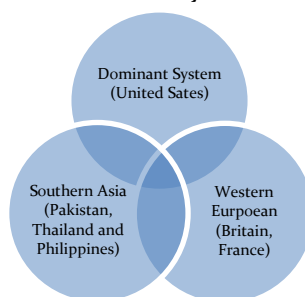 Dominant System
(United Sates)
Southern Asia
(Pakistan,
Thailand and
Philippines)
Western
Eurpoean
(Britain,
France)